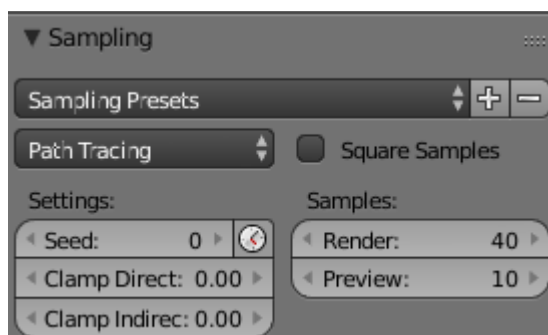 Sampling
Sampling Presets
Path Tracing
Square Samples
Settings:
Samples:
Seed: 0
Render: 40
Clamp Direct: 0.00
Preview: 10
Clamp Indirec: 0.00